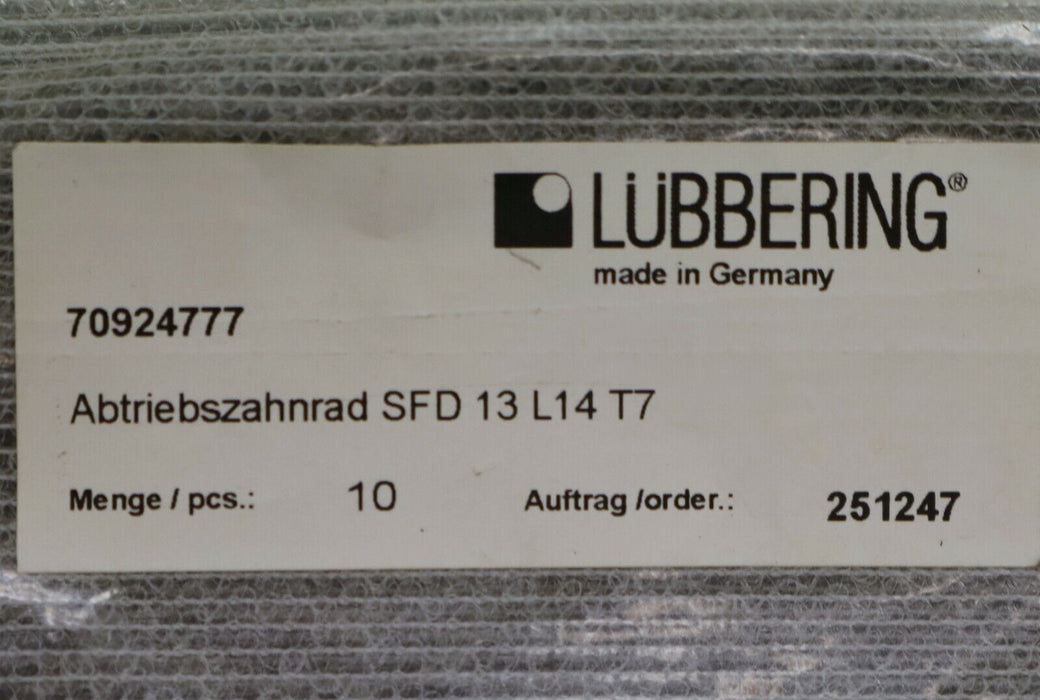 LÜBBERING®
made in Germany
70924777
Abtriebszahnrad SFD 13 L14 T7
Menge / pcs.: 10 Auftrag /order.: 251247